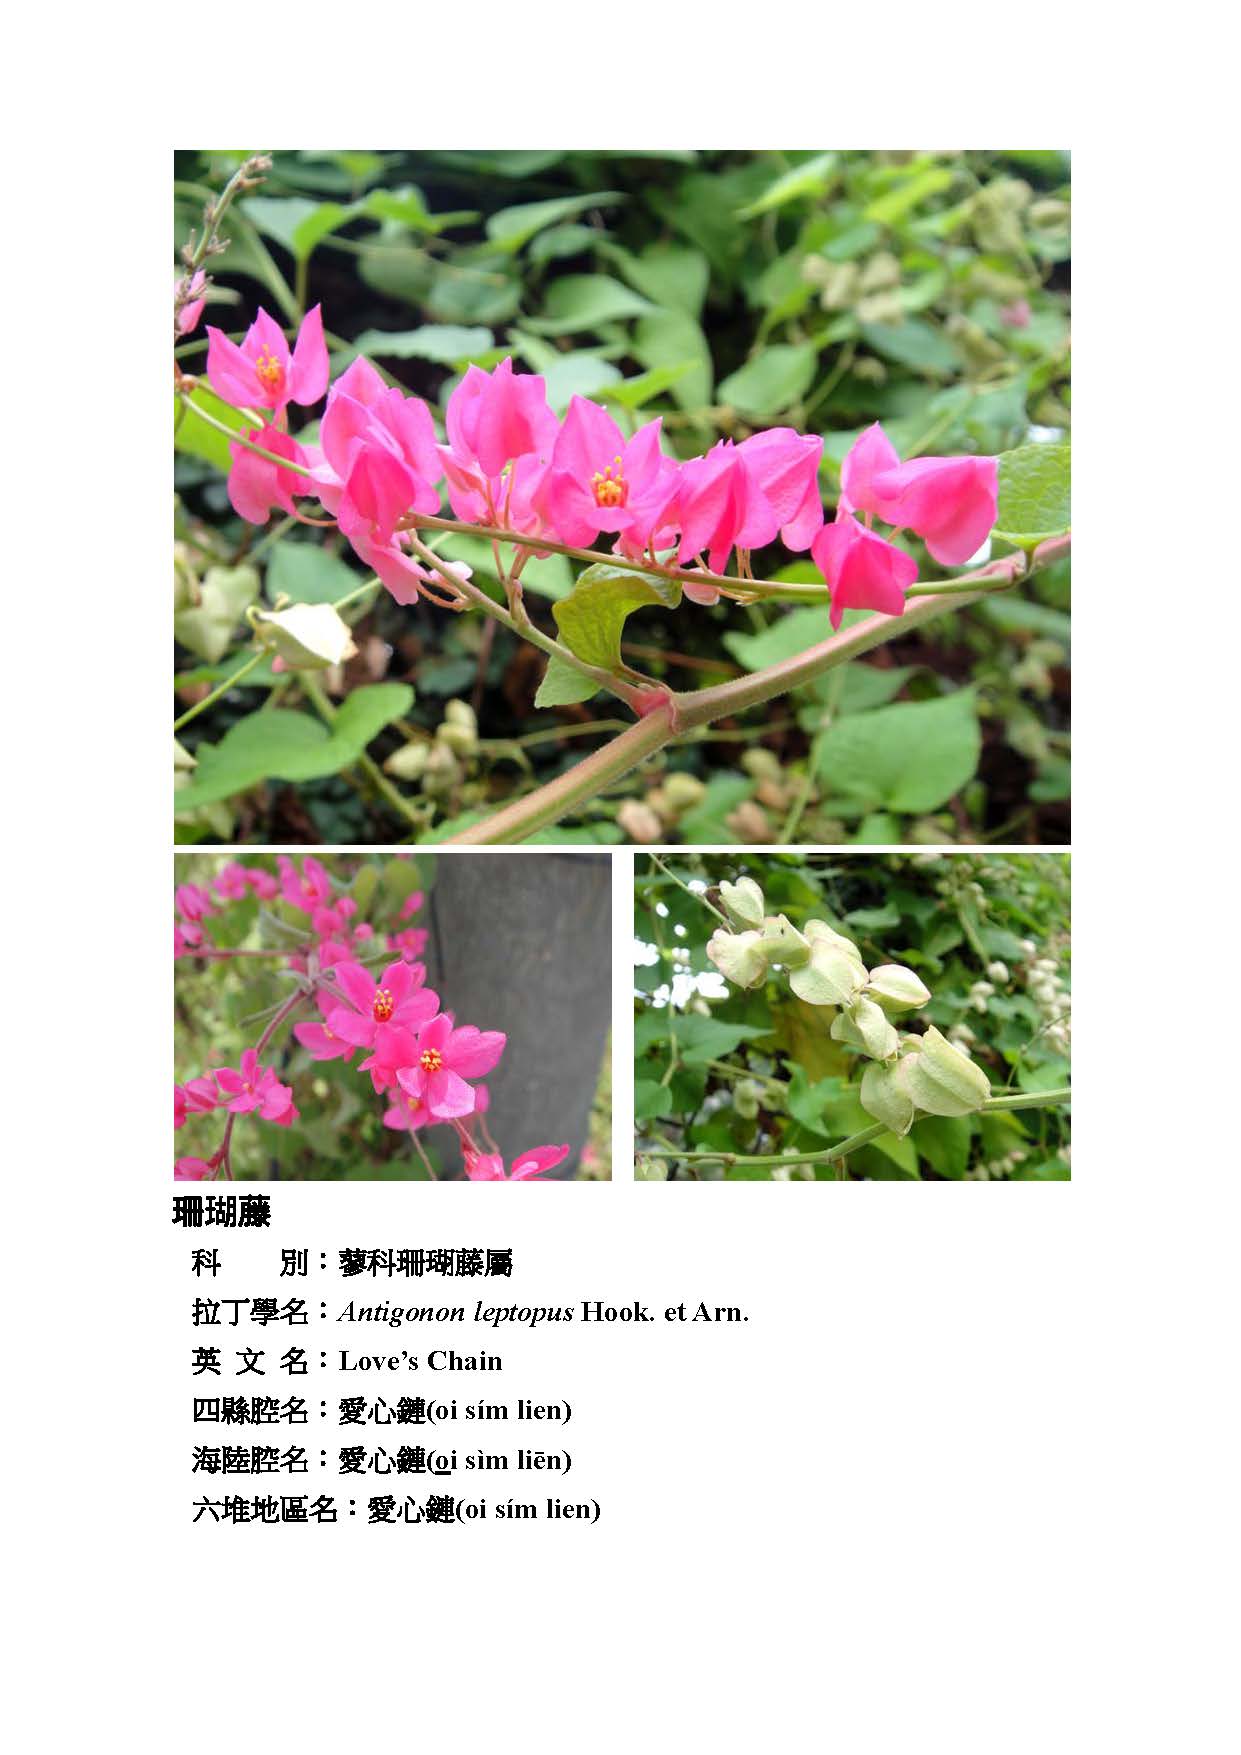 珊瑚藤
科　　別：蓼科珊瑚藤屬
拉丁學名：Antigonon leptopus Hook. et Arn.
英 文 名：Love’s Chain
四縣腔名：愛心鏈(oi sím lien)
海陸腔名：愛心鏈(oi sìm liēn)
六堆地區名：愛心鏈(oi sím lien)